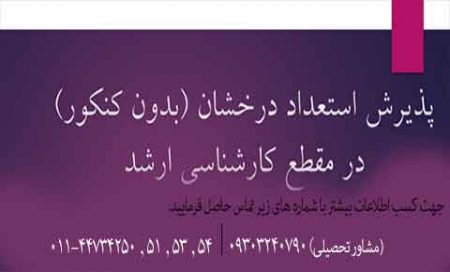 پذیرش استعداد درخشان (بدون کنکور)
در مقطع کارشناسی ارشد
جهت کسب اطلاعات بیشتر با شماره های زیر تماس حاصل فرمایید:
۰۱۱-۴۴۷۳۴۲۵۰ , ۵۱ , ۵۳ , ۵۴ (مشاور تحصیلی) ۰۹۳۰۳۲۴۰۷۹۰